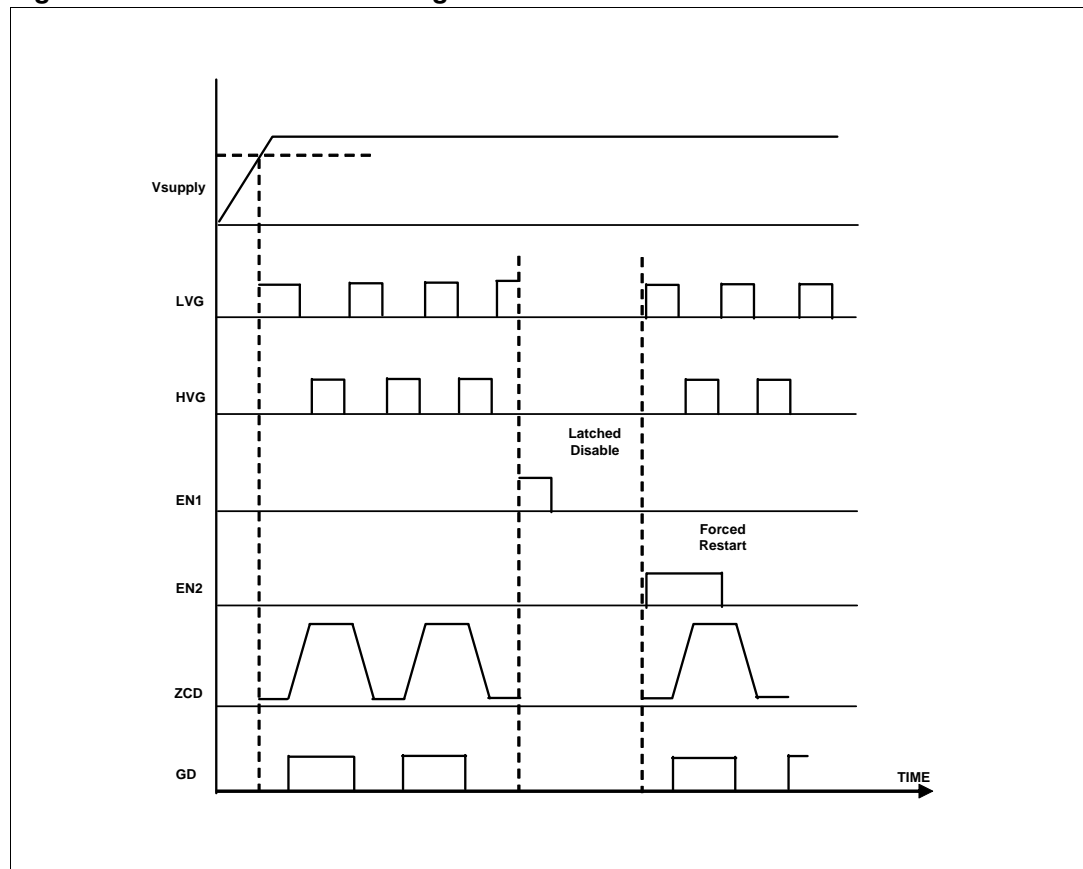 Vsupply
LVG
HVG
Latched
Disable
EN1
Forced
Restart
EN2
ZCD
GD
TIME